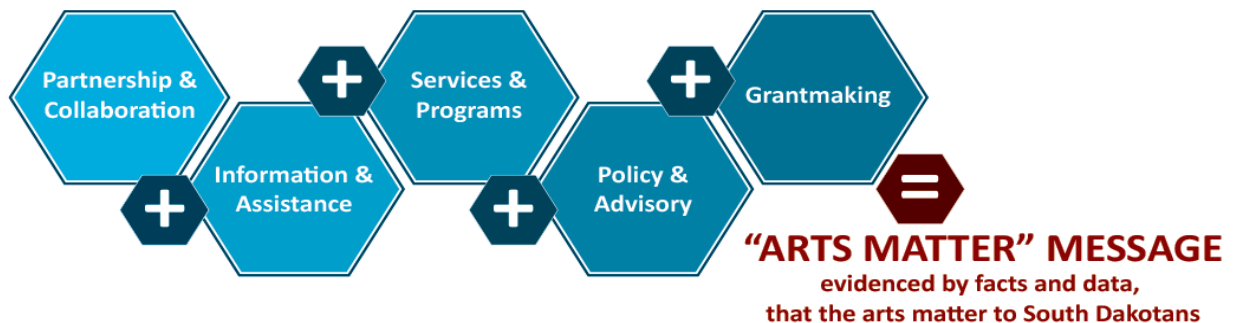 Partnership &
Collaboration
+
Information &
Assistance
+
Services &
Programs
+
Policy &
Advisory
+
Grantmaking
=
“ARTS MATTER” MESSAGE
evidenced by facts and data,
that the arts matter to South Dakotans